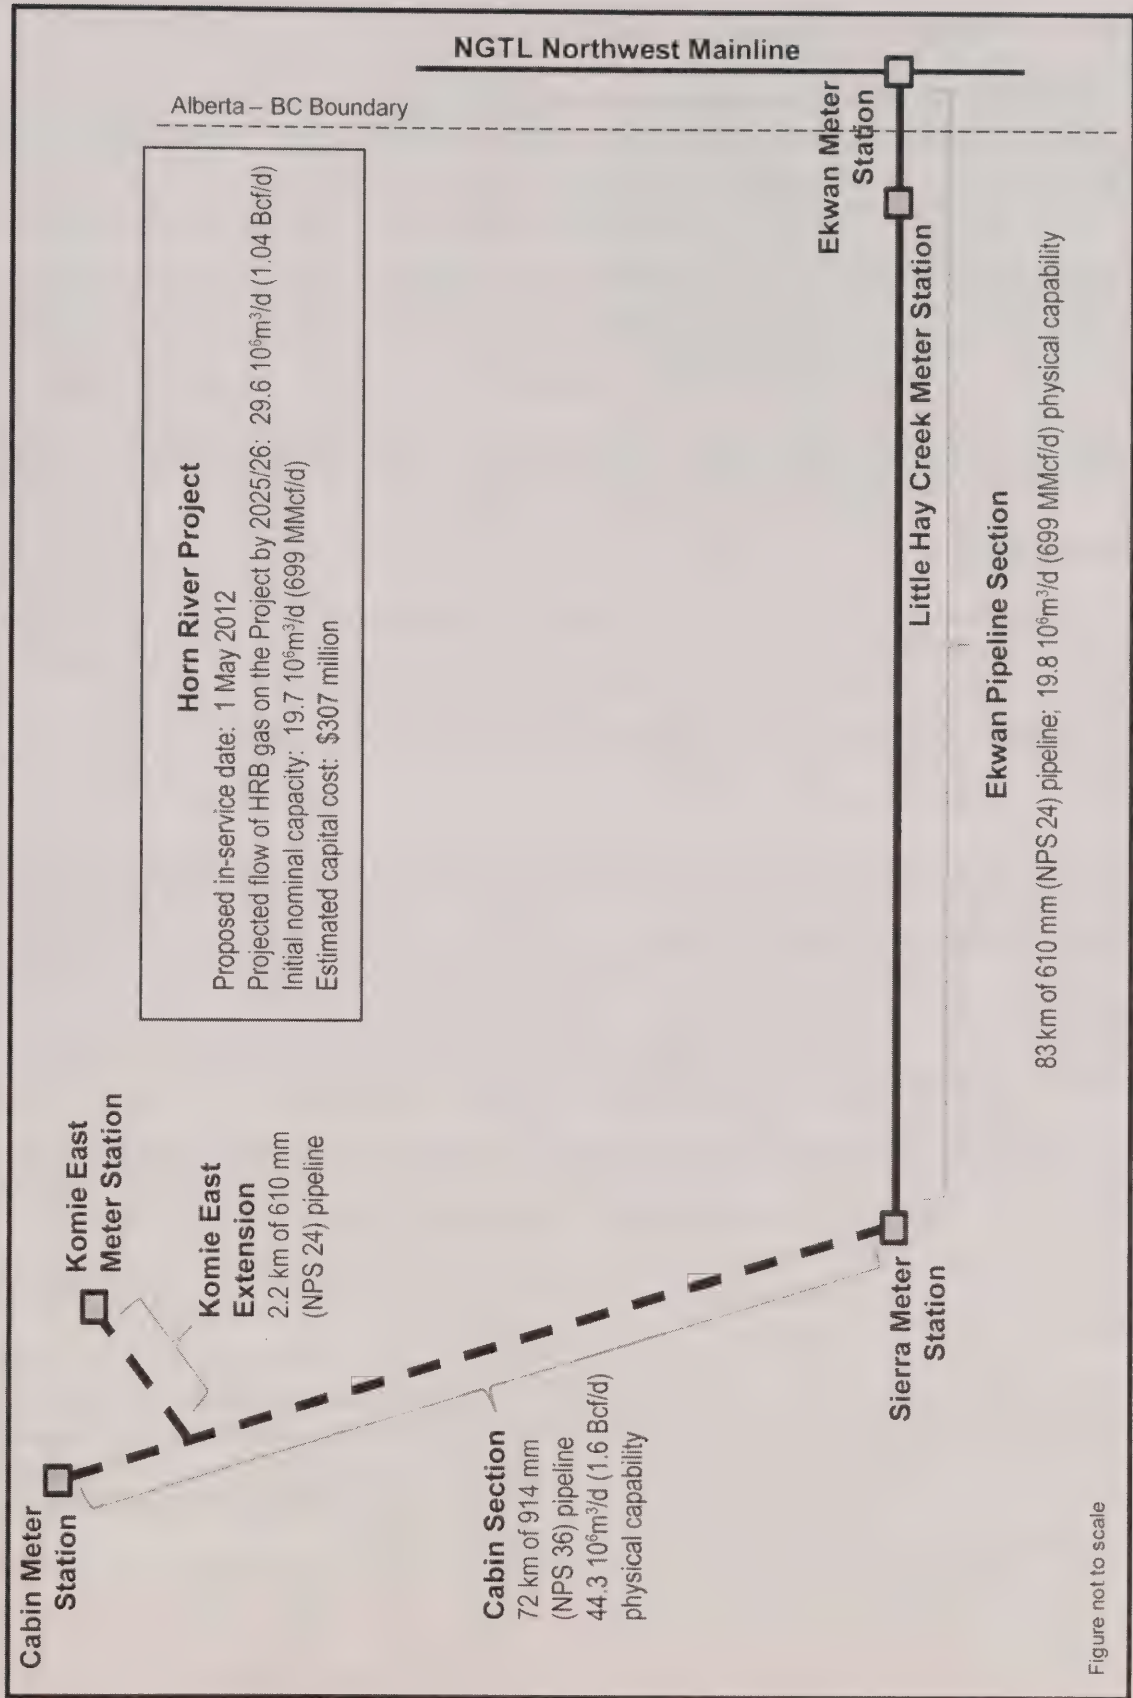 NGTL Northwest Mainline
Alberta – BC Boundary
Horn River Project
Proposed in-service date: 1 May 2012
Projected flow of HRB gas on the Project by 2025/26: 29.6 10⁶m³/d (1.04 Bcf/d)
Initial nominal capacity: 19.7 10⁶m³/d (699 MMcf/d)
Estimated capital cost: $307 million
Cabin Meter
Station
Komie East
Meter Station
Komie East
Extension
2.2 km of 610 mm
(NPS 24) pipeline
Cabin Section
72 km of 914 mm
(NPS 36) pipeline
44.3 10⁶m³/d (1.6 Bcf/d)
physical capability
Sierra Meter
Station
Ekwan Meter
Station
Little Hay Creek Meter Station
Ekwan Pipeline Section
83 km of 610 mm (NPS 24) pipeline; 19.8 10⁶m³/d (699 MMcf/d) physical capability
Figure not to scale